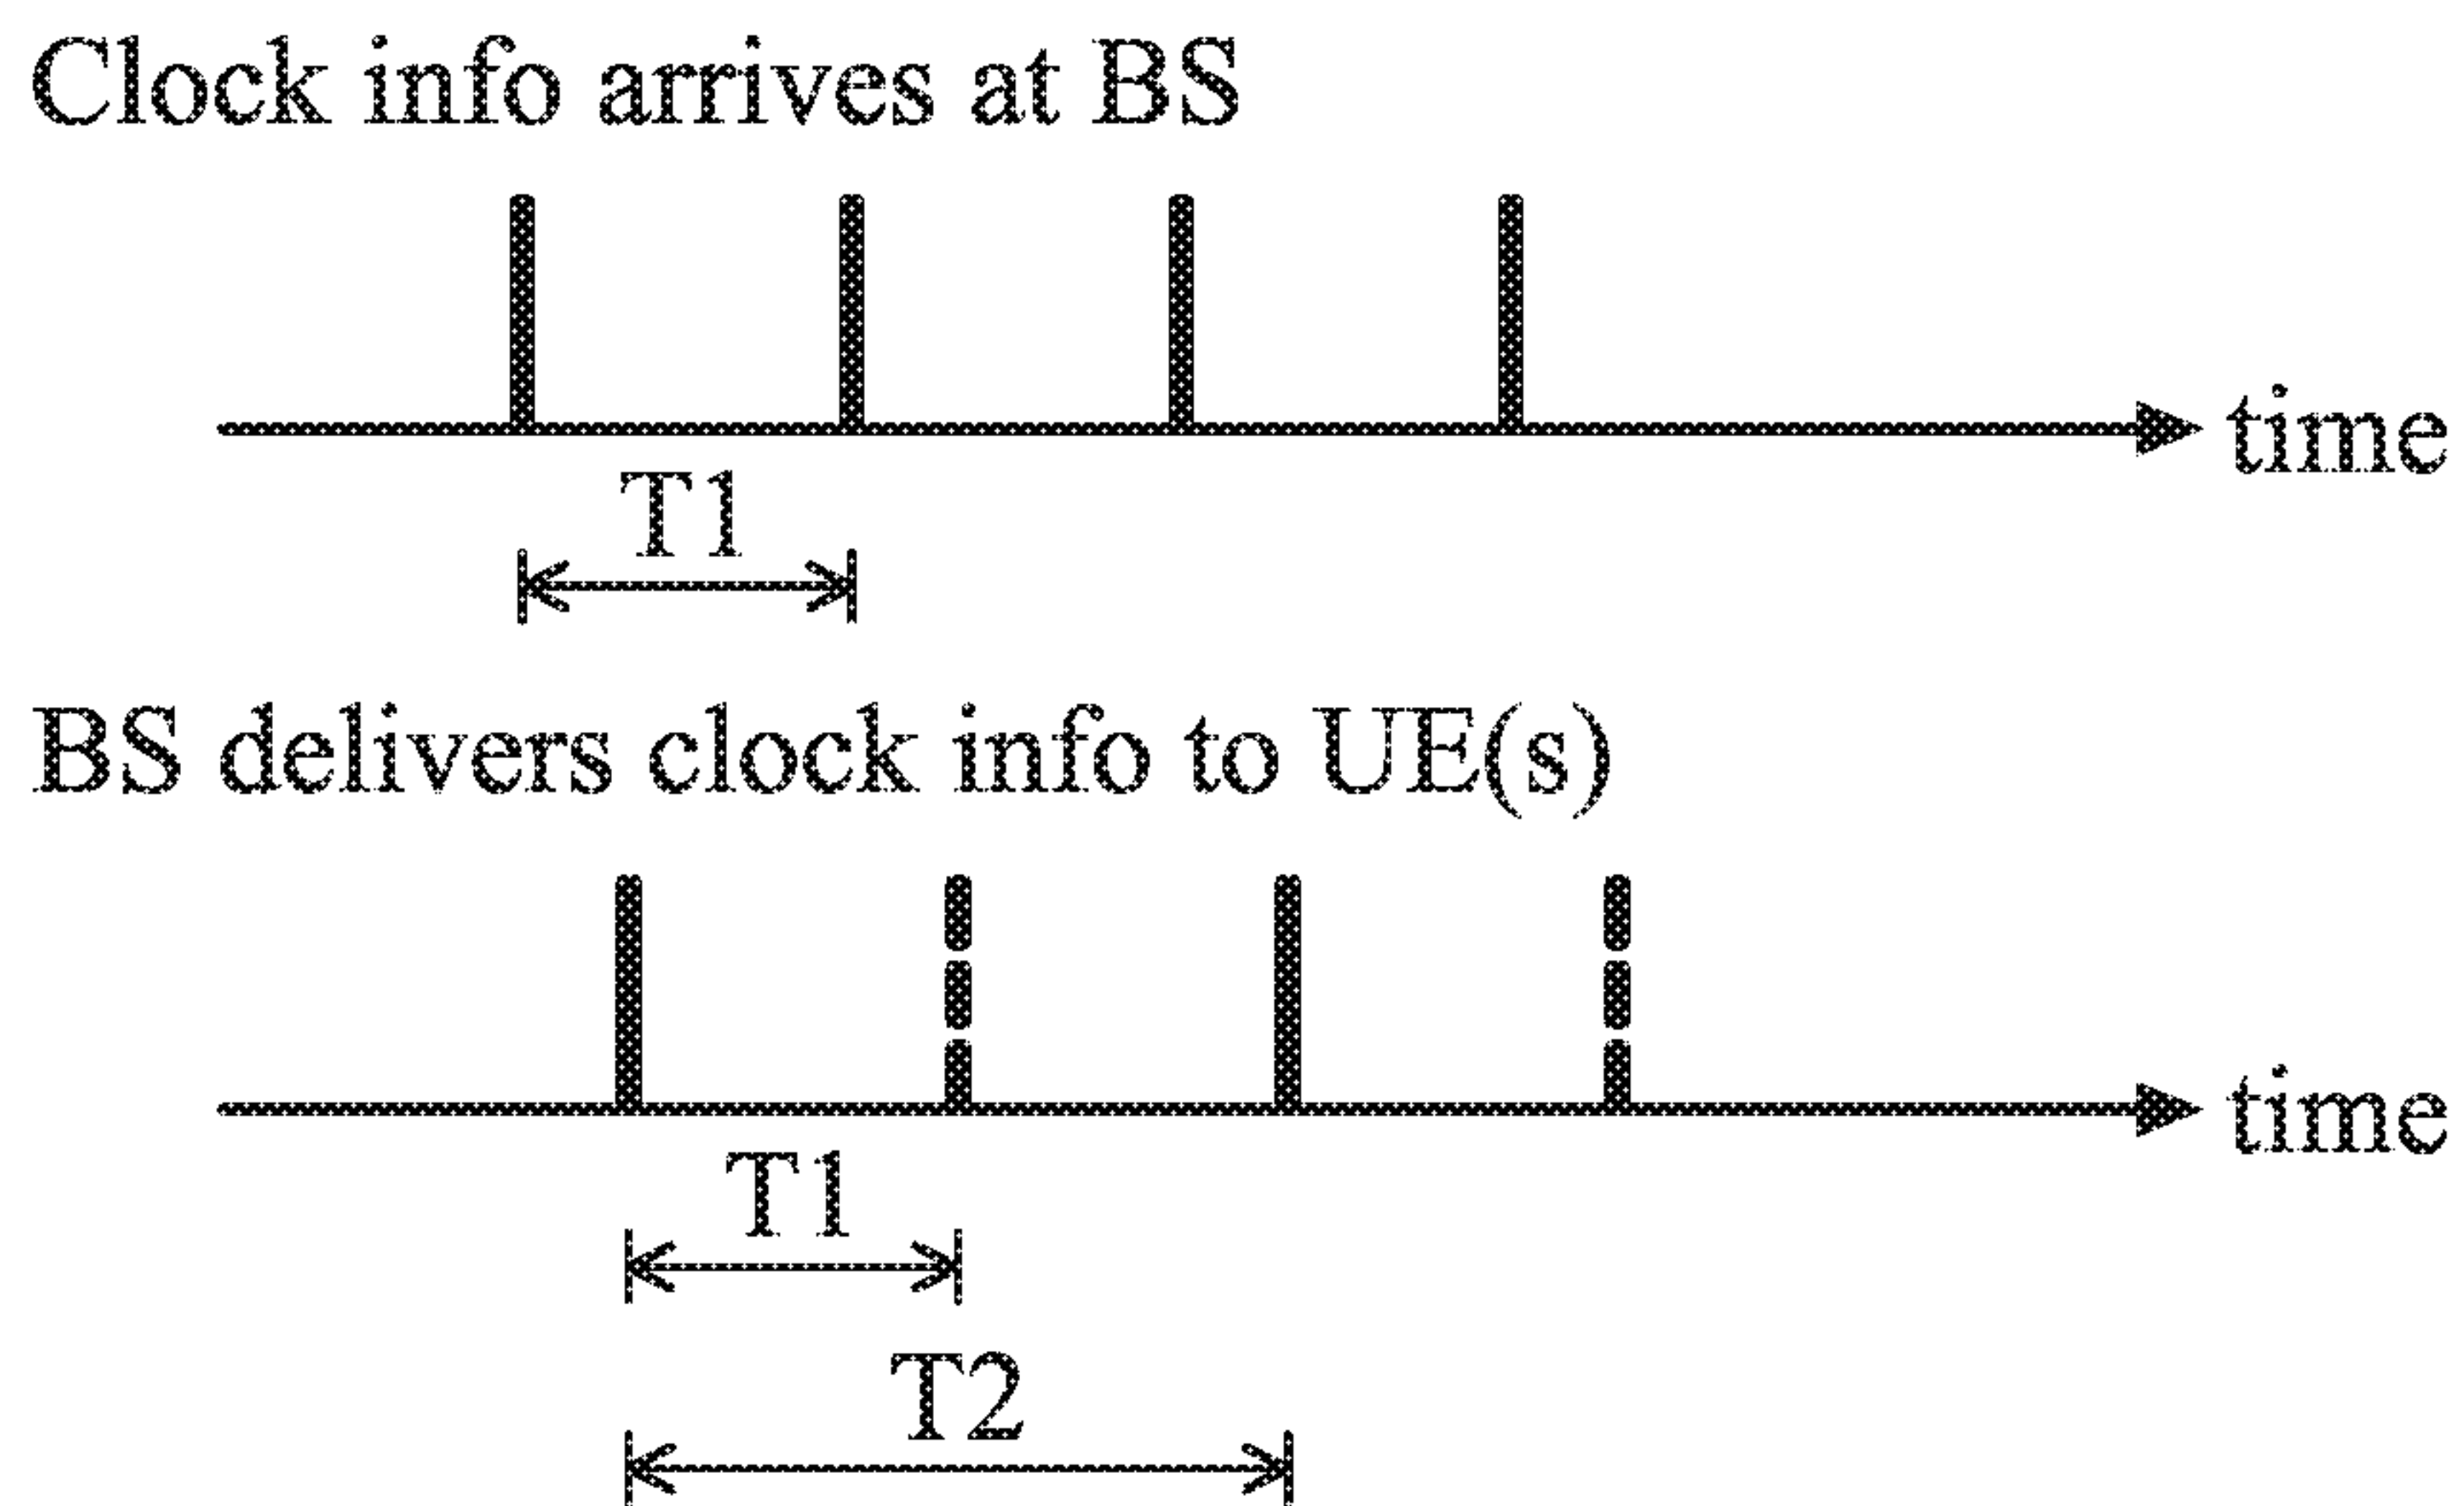 Clock info arrives at BS
time
T1
BS delivers clock info to UE(s)
time
T1
T2